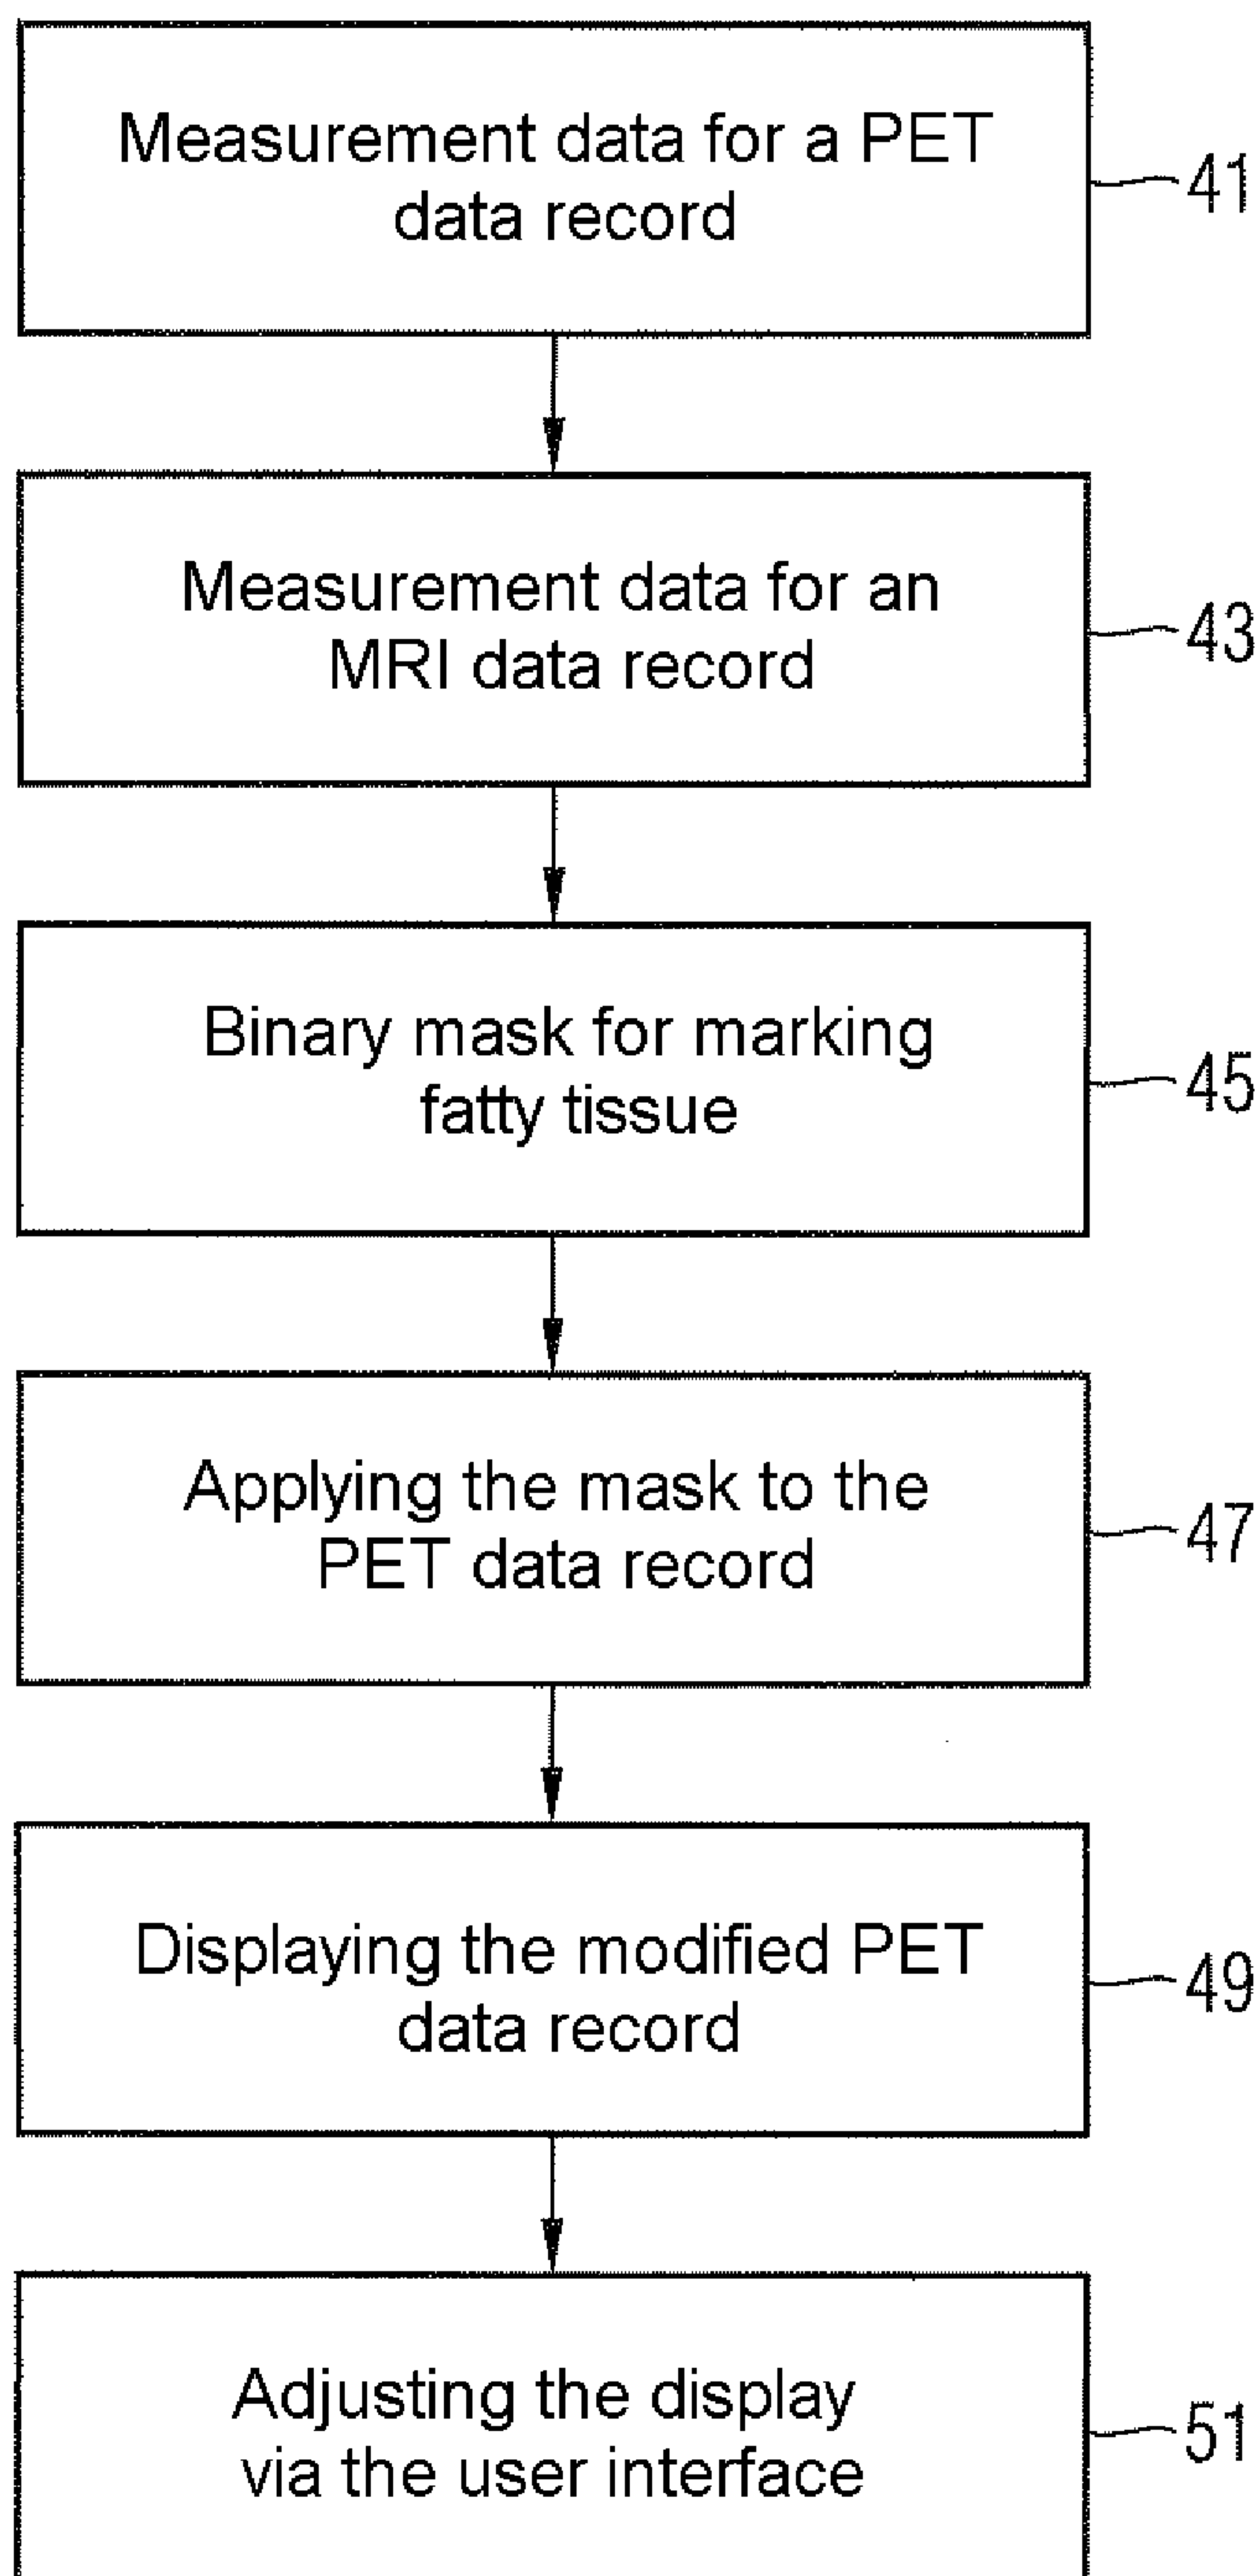 Measurement data for a PET
data record
41
Measurement data for an
MRI data record
43
Binary mask for marking
fatty tissue
45
Applying the mask to the
PET data record
47
Displaying the modified PET
data record
49
Adjusting the display
via the user interface
51